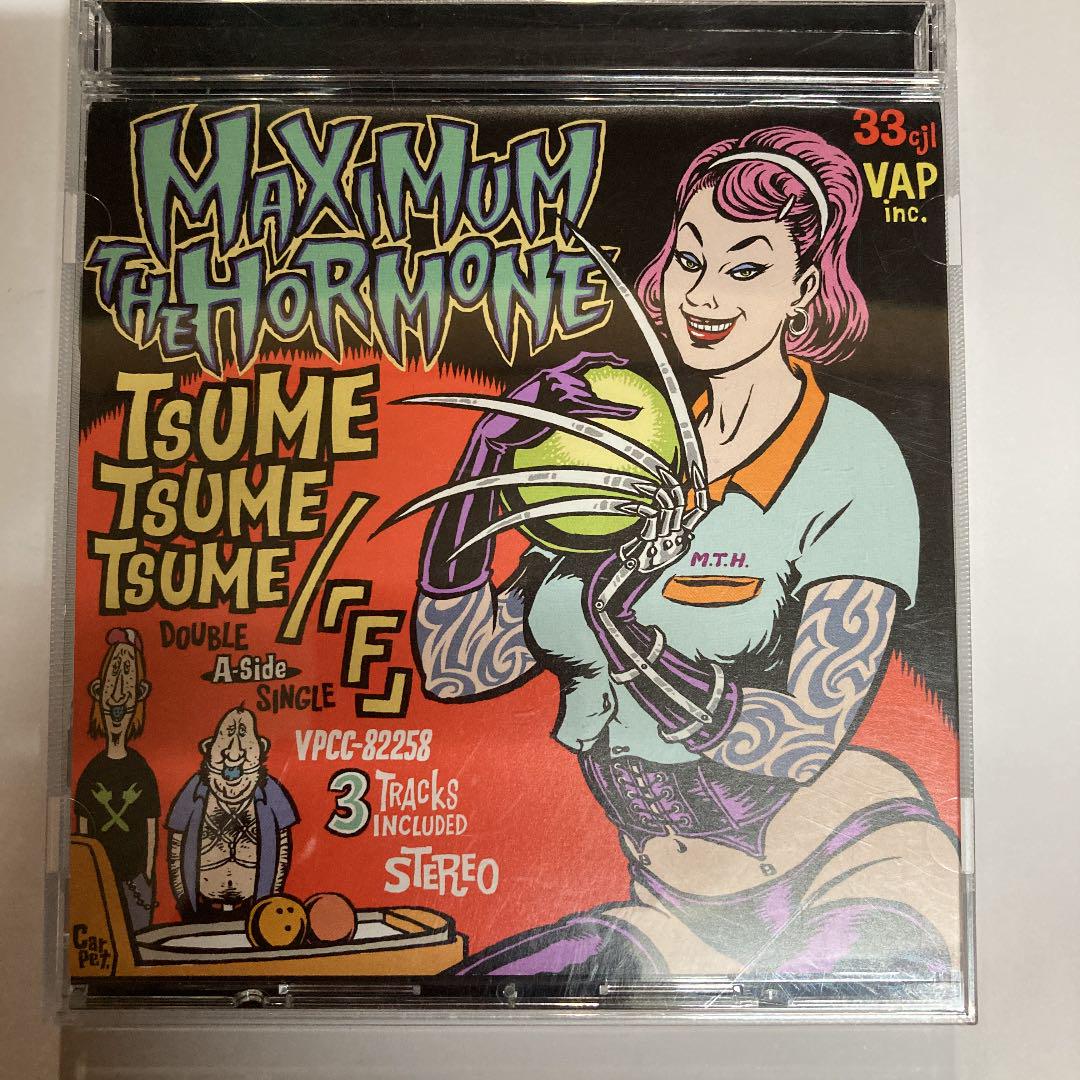 MAXIMUM
THE HORMONE
33cjl
VAP
inc.
TSUME
TSUME
TSUME/「F」
DOUBLE
A-Side
SINGLE
M.T.H.
VPCC-82258
3 TRACKS
INCLUDED
STEREO
Car
Pet.